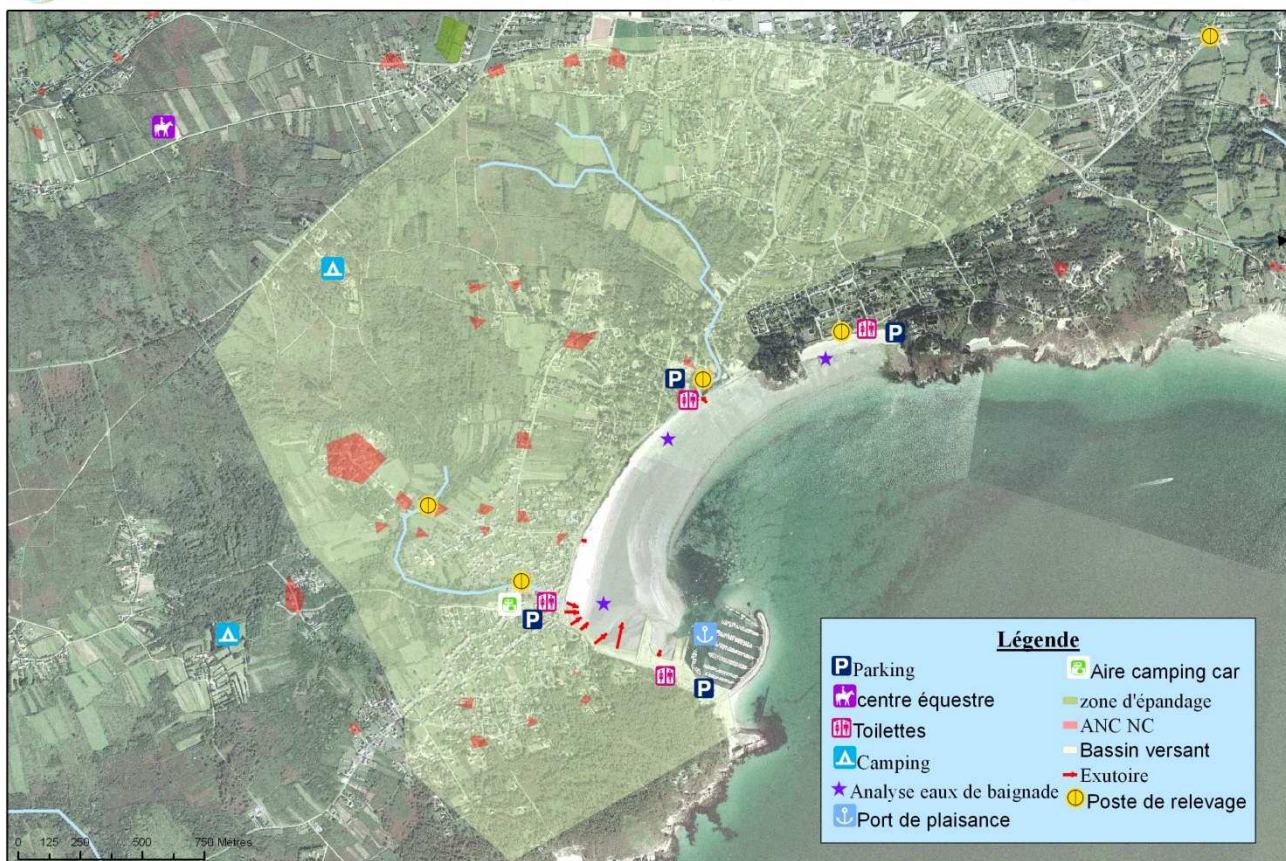 N
P
P
P
P
Légende
P Parking
centre équestre
Toilettes
Camping
Analyse eaux de baignade
Port de plaisance
Aire camping car
zone d'épandage
ANC NC
Bassin versant
Exutoire
Poste de relevage
0 125 250 500 750 Mètres